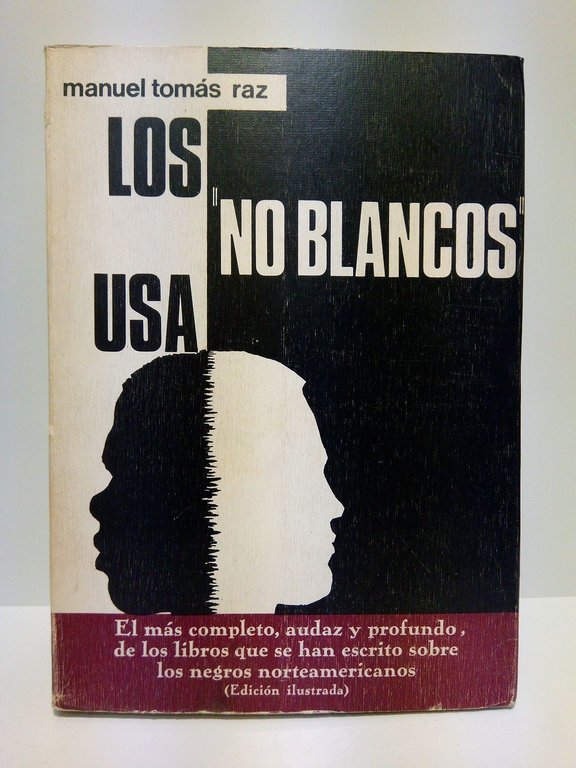 manuel tomás raz
LOS
"NO BLANCOS"
USA
El más completo, audaz y profundo,
de los libros que se han escrito sobre
los negros norteamericanos
(Edición ilustrada)